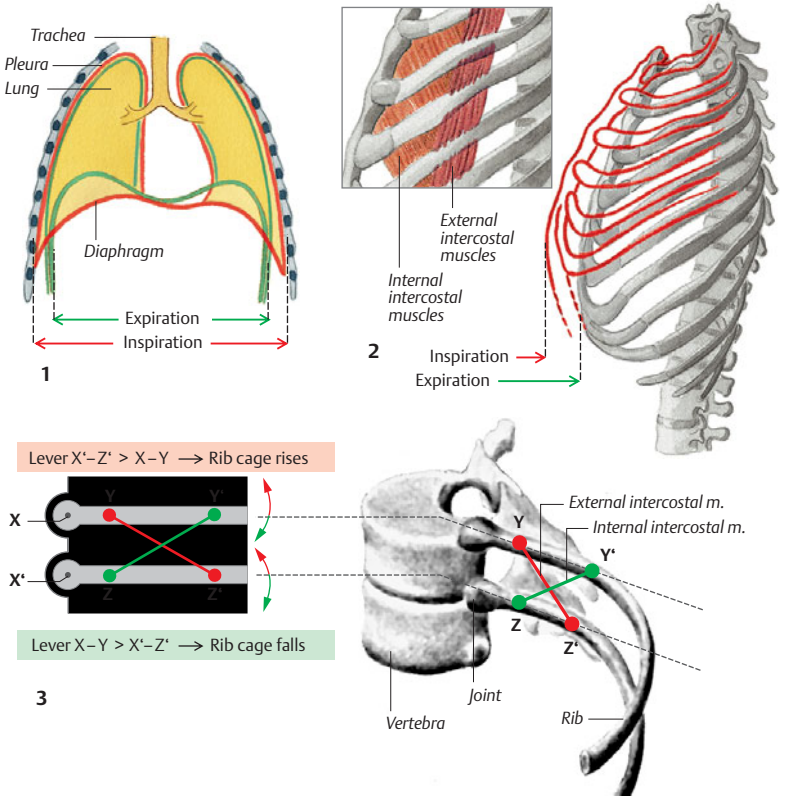 Trachea
Pleura
Lung
Diaphragm
Expiration
Inspiration
1
External
intercostal
muscles
Internal
intercostal
muscles
2
Inspiration
Expiration
Lever X‘–Z‘ > X–Y → Rib cage rises
Y
Y‘
X
X‘
Z
Z‘
Lever X–Y > X‘–Z‘ → Rib cage falls
3
External intercostal m.
Internal intercostal m.
Y
Y‘
Z
Z‘
Joint
Vertebra
Rib